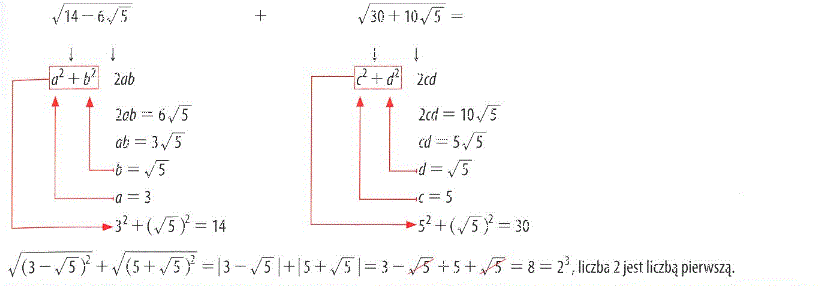 √(14 − 6√5) + √(30 + 10√5) =
↓ ↓ ↓ ↓
a² + b² 2ab c² + d² 2cd
2ab = 6√5 2cd = 10√5
ab = 3√5 cd = 5√5
b = √5 d = √5
a = 3 c = 5
3² + (√5)² = 14 5² + (√5)² = 30
√(3 − √5)² + √(5 + √5)² = |3 − √5| + |5 + √5| = 3 − √5 + 5 + √5 = 8 = 2³, liczba 2 jest liczbą pierwszą.